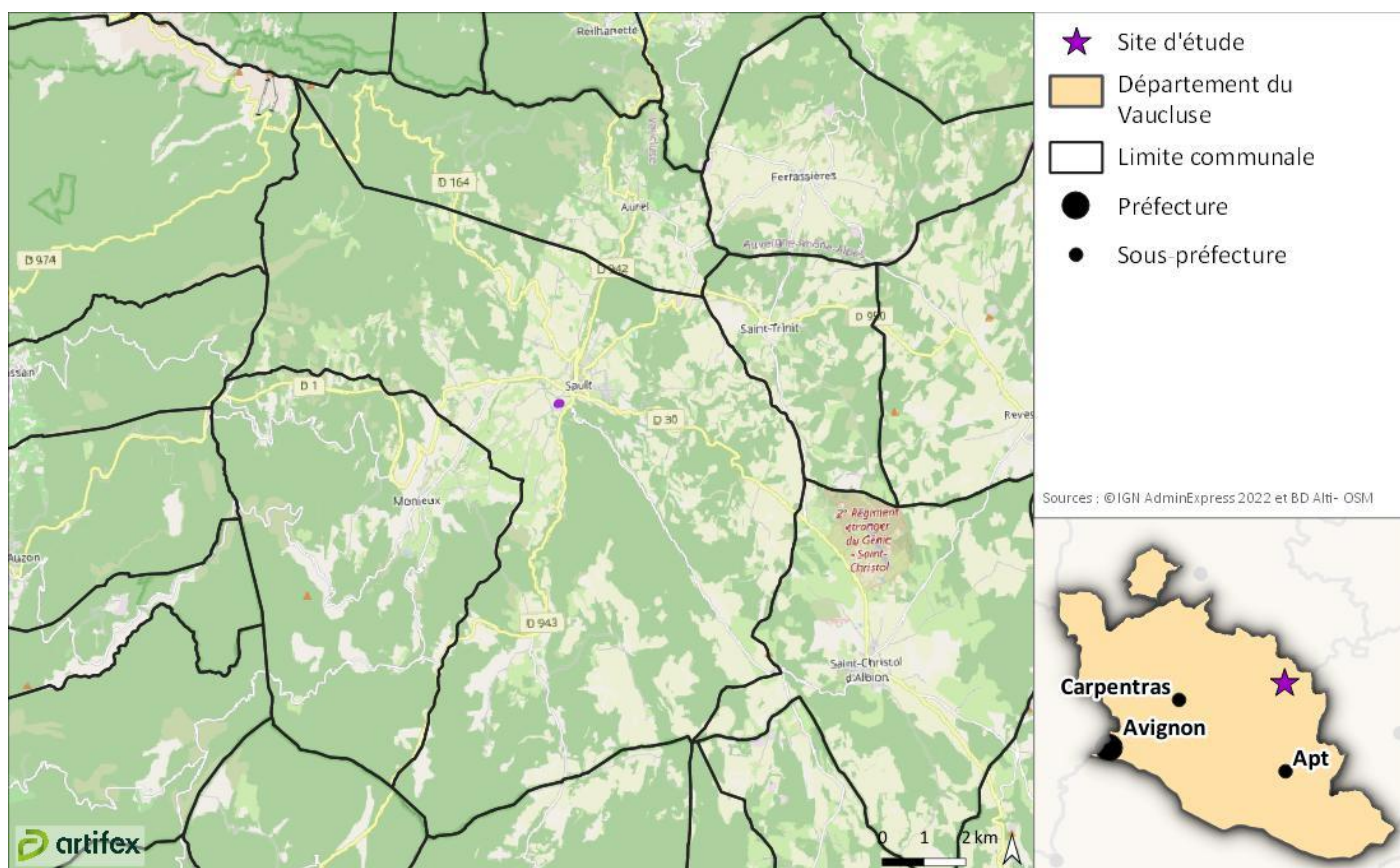 Reilhanette
Vaucluse
Ferrassières
D 164
Aurel
Auvergne-Rhône-Alpes
D 974
D 942
Saint-Trinit
D 950
ssan
D 1
Sault
D 30
Reves
Monieux
2e Régiment
étranger
du Génie
- Saint-
Christol
Auzon
D 943
Saint-Christol
d'Albion
artifex
0 1 2 km
Site d'étude
Département du
Vaucluse
Limite communale
Préfecture
Sous-préfecture
Sources : ©IGN AdminExpress 2022 et BD Alti- OSM
Carpentras
Avignon
Apt